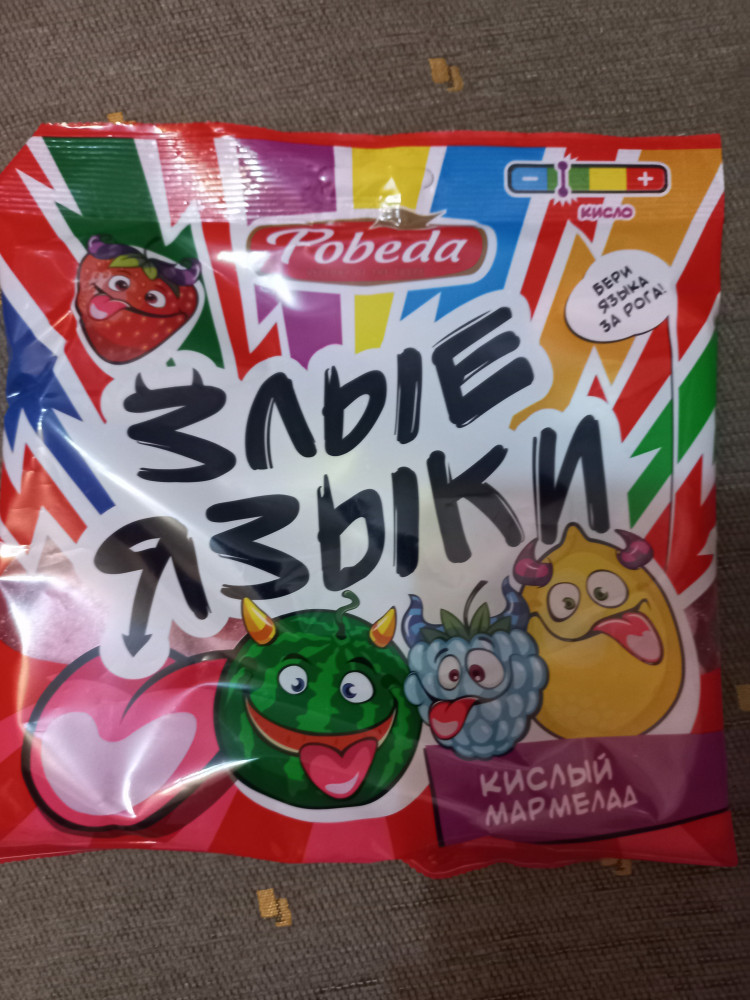 - +
КИСЛО
Pobeda
БЕРИ
ЯЗЫКА
ЗА РОГА!
ЗЛЫЕ
ЯЗЫКИ
КИСЛЫЙ
МАРМЕЛАД